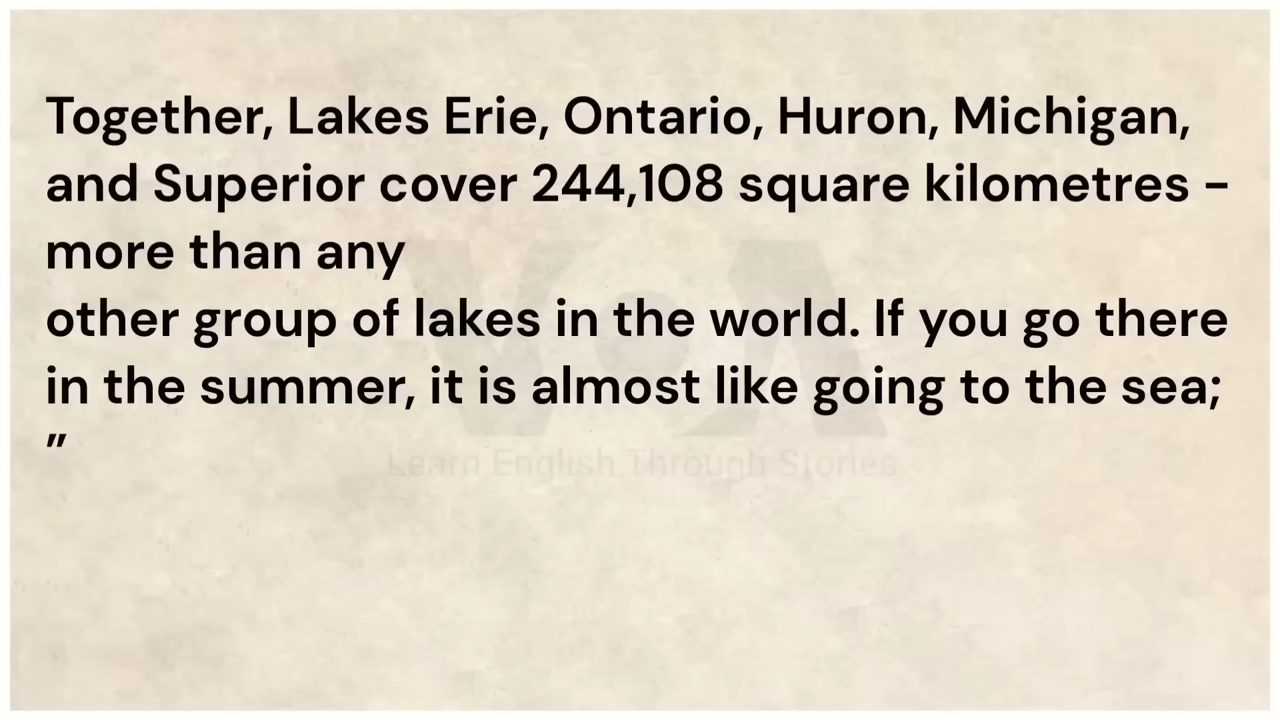 Together, Lakes Erie, Ontario, Huron, Michigan,
and Superior cover 244,108 square kilometres -
more than any
other group of lakes in the world. If you go there
in the summer, it is almost like going to the sea;
”
VOA
Learn English Through Stories